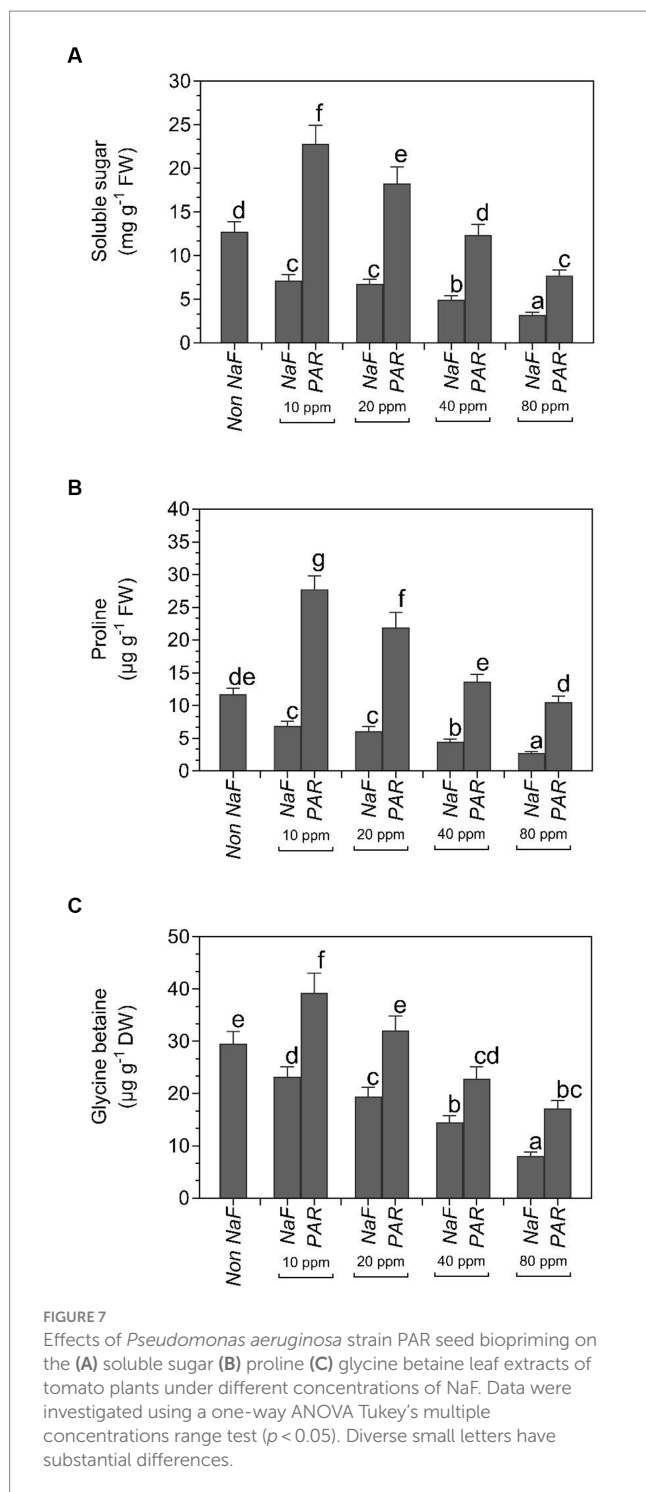 A
Soluble sugar
(mg g⁻¹ FW)
30
25
20
15
10
5
0
d
c
f
c
e
b
d
a
c
Non NaF
NaF
PAR
NaF
PAR
NaF
PAR
NaF
PAR
10 ppm
20 ppm
40 ppm
80 ppm
B
Proline
(µg g⁻¹ FW)
40
35
30
25
20
15
10
5
0
de
c
g
c
f
b
e
a
d
Non NaF
NaF
PAR
NaF
PAR
NaF
PAR
NaF
PAR
10 ppm
20 ppm
40 ppm
80 ppm
C
Glycine betaine
(µg g⁻¹ DW)
50
40
30
20
10
0
e
d
f
c
e
b
cd
a
bc
Non NaF
NaF
PAR
NaF
PAR
NaF
PAR
NaF
PAR
10 ppm
20 ppm
40 ppm
80 ppm
FIGURE 7
Effects of Pseudomonas aeruginosa strain PAR seed biopriming on
the (A) soluble sugar (B) proline (C) glycine betaine leaf extracts of
tomato plants under different concentrations of NaF. Data were
investigated using a one-way ANOVA Tukey's multiple
concentrations range test (p < 0.05). Diverse small letters have
substantial differences.